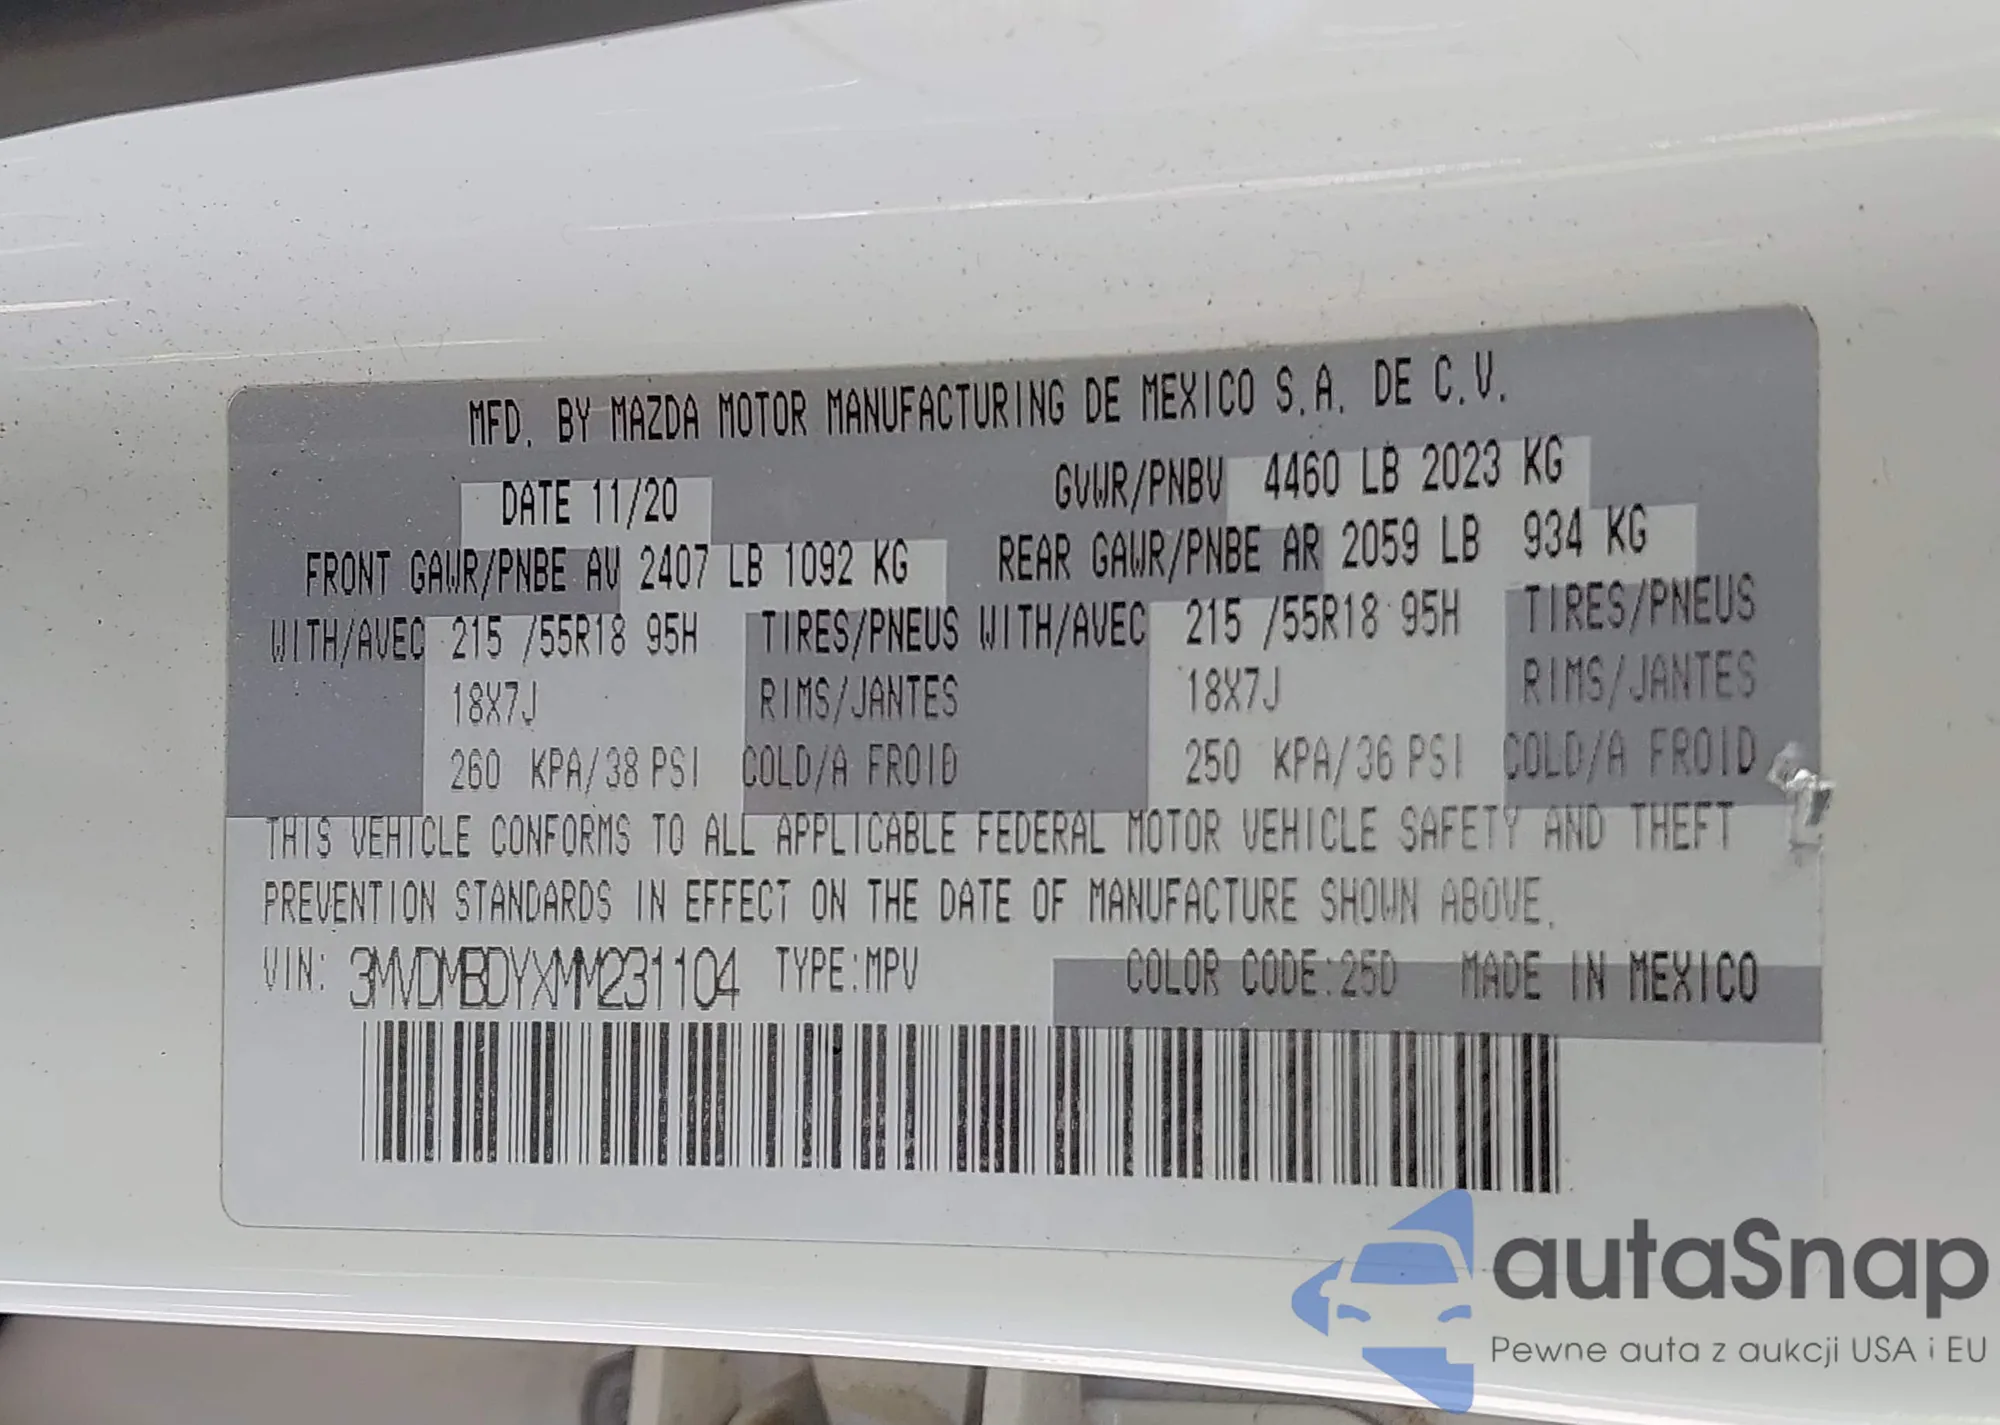 MFD. BY MAZDA MOTOR MANUFACTURING DE MEXICO S.A. DE C.V.
DATE 11/20 GVWR/PNBV 4460 LB 2023 KG
FRONT GAWR/PNBE AV 2407 LB 1092 KG REAR GAWR/PNBE AR 2059 LB 934 KG
WITH/AVEC 215 /55R18 95H TIRES/PNEUS WITH/AVEC 215 /55R18 95H TIRES/PNEUS
18X7J RIMS/JANTES 18X7J RIMS/JANTES
260 KPA/38 PSI COLD/A FROID 250 KPA/36 PSI COLD/A FROID
THIS VEHICLE CONFORMS TO ALL APPLICABLE FEDERAL MOTOR VEHICLE SAFETY AND THEFT
PREVENTION STANDARDS IN EFFECT ON THE DATE OF MANUFACTURE SHOWN ABOVE.
VIN: 3MVDMBDYXMM231104 TYPE:MPV COLOR CODE:25D MADE IN MEXICO
autaSnap
Pewne auta z aukcji USA i EU